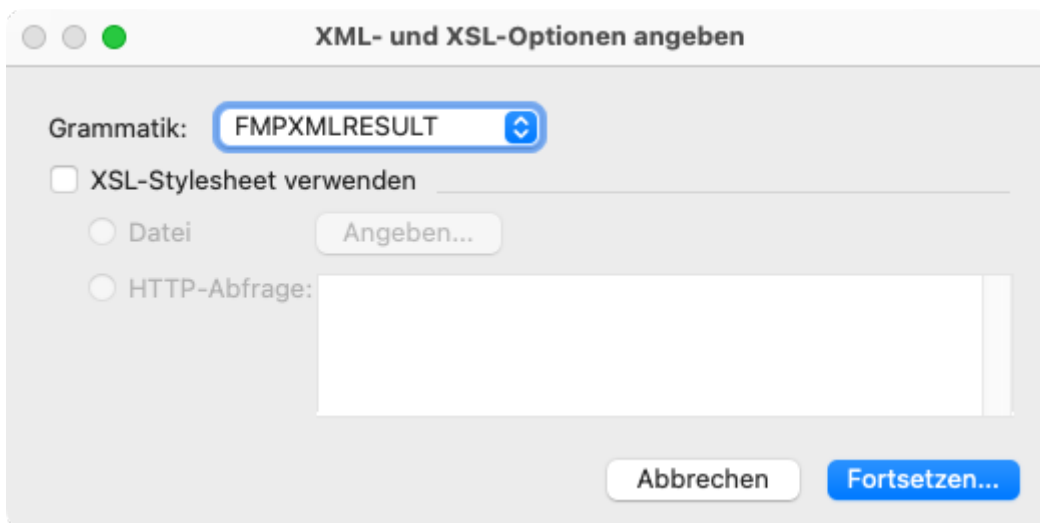 XML- und XSL-Optionen angeben
Grammatik: FMPXMLRESULT
XSL-Stylesheet verwenden
Datei Angeben...
HTTP-Abfrage:
Abbrechen Fortsetzen...